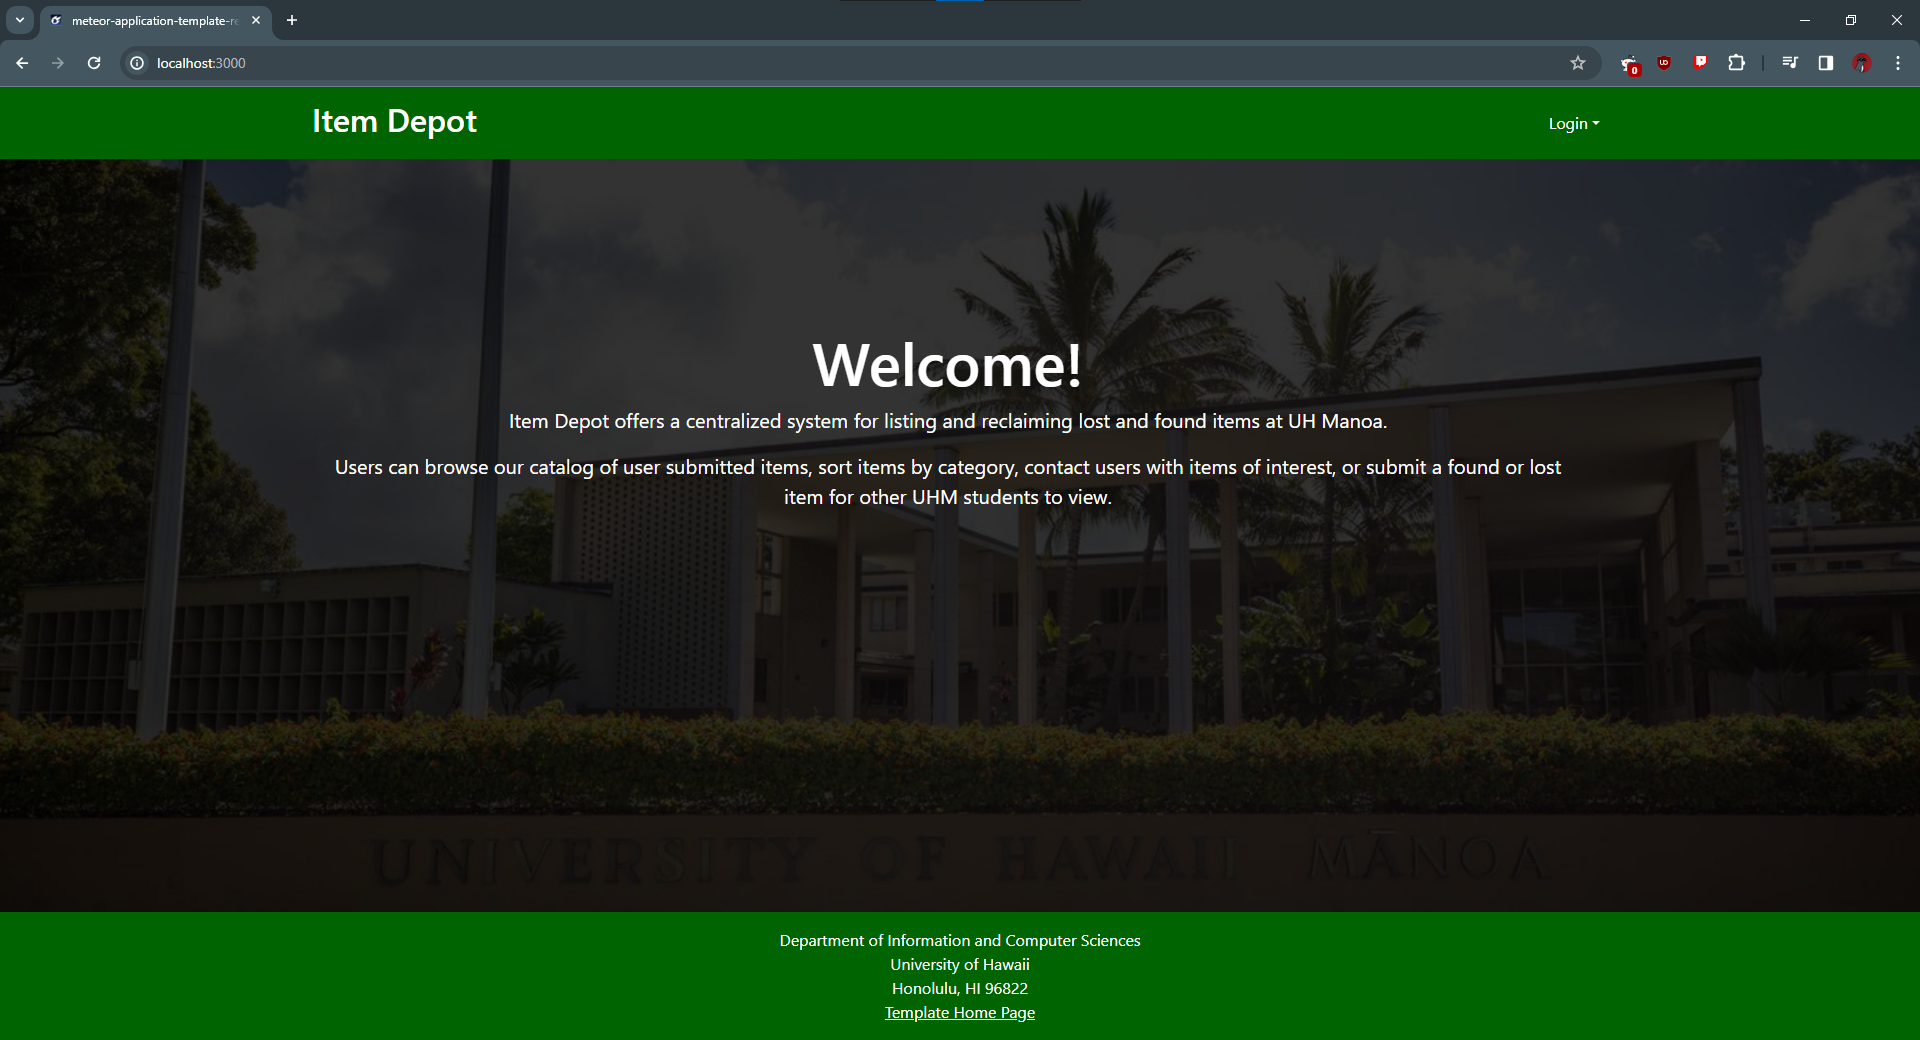 meteor-application-template-re
localhost:3000
0
Item Depot
Login
Welcome!
Item Depot offers a centralized system for listing and reclaiming lost and found items at UH Manoa.
Users can browse our catalog of user submitted items, sort items by category, contact users with items of interest, or submit a found or lost
item for other UHM students to view.
UNIVERSITY OF HAWAII MĀNOA
Department of Information and Computer Sciences
University of Hawaii
Honolulu, HI 96822
Template Home Page